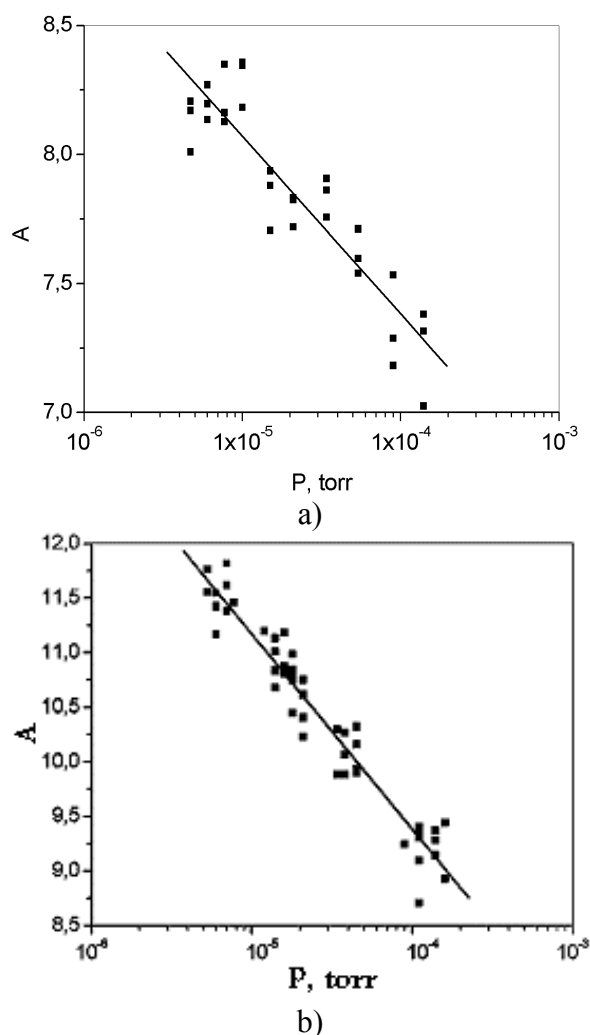 8,5
8,0
A
7,5
7,0
10⁻⁶ 1x10⁻⁵ 1x10⁻⁴ 10⁻³
P, torr
a)
12,0
11,5
11,0
10,5
A
10,0
9,5
9,0
8,5
10⁻⁶ 10⁻⁵ 10⁻⁴ 10⁻³
P, torr
b)